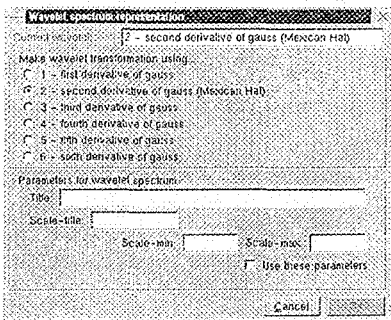 Wavelet spectrum representation
Current wavelet: 2 - second derivative of gauss (Mexican Hat)
Make wavelet transformation using
1 - first derivative of gauss
2 - second derivative of gauss (Mexican Hat)
3 - third derivative of gauss
4 - fourth derivative of gauss
5 - fifth derivative of gauss
6 - sixth derivative of gauss
Parameters for wavelet spectrum
Title:
Scale-title:
Scale-min: Scale-max:
Use these parameters
Cancel